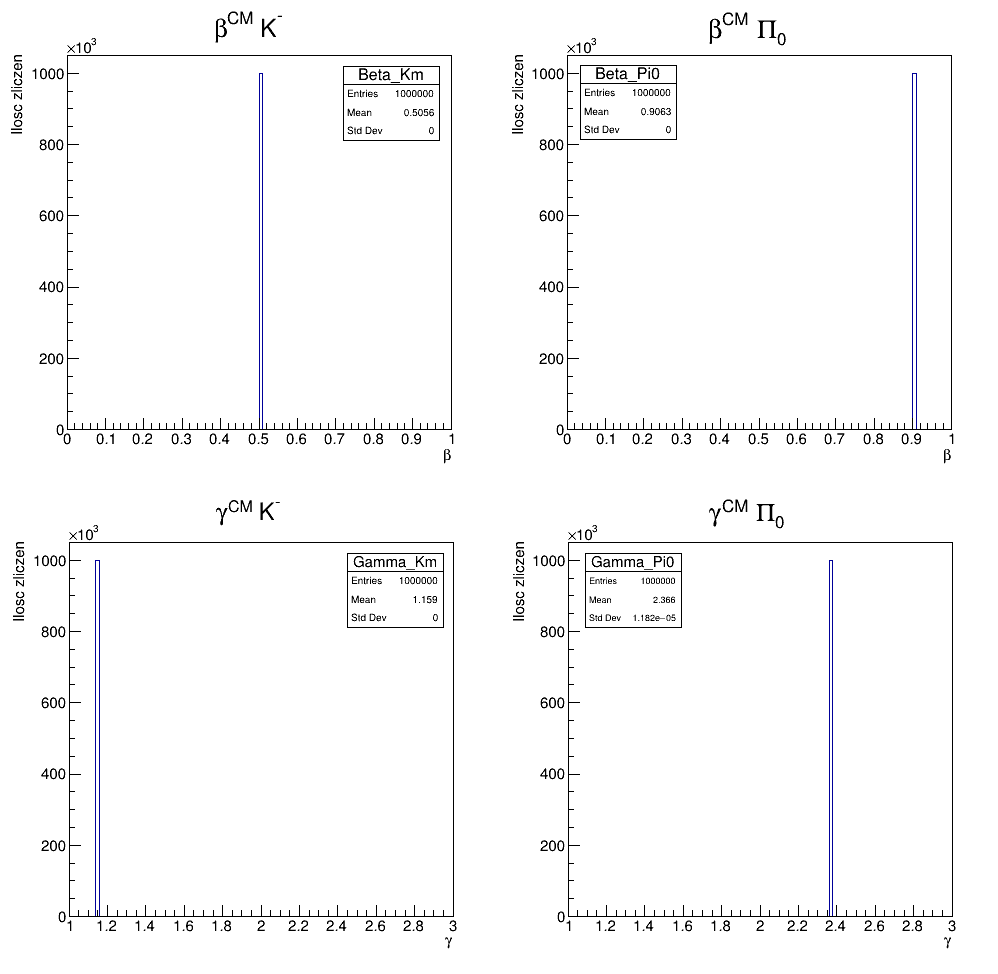 β^CM K^-
×10^3
Ilosc zliczen
1000
800
600
400
200
0
Beta_Km
Entries 1000000
Mean 0.5056
Std Dev 0
0 0.1 0.2 0.3 0.4 0.5 0.6 0.7 0.8 0.9 1
β
β^CM Π_0
×10^3
Ilosc zliczen
1000
800
600
400
200
0
Beta_Pi0
Entries 1000000
Mean 0.9063
Std Dev 0
0 0.1 0.2 0.3 0.4 0.5 0.6 0.7 0.8 0.9 1
β
γ^CM K^-
×10^3
Ilosc zliczen
1000
800
600
400
200
0
Gamma_Km
Entries 1000000
Mean 1.159
Std Dev 0
1 1.2 1.4 1.6 1.8 2 2.2 2.4 2.6 2.8 3
γ
γ^CM Π_0
×10^3
Ilosc zliczen
1000
800
600
400
200
0
Gamma_Pi0
Entries 1000000
Mean 2.366
Std Dev 1.182e−05
1 1.2 1.4 1.6 1.8 2 2.2 2.4 2.6 2.8 3
γ